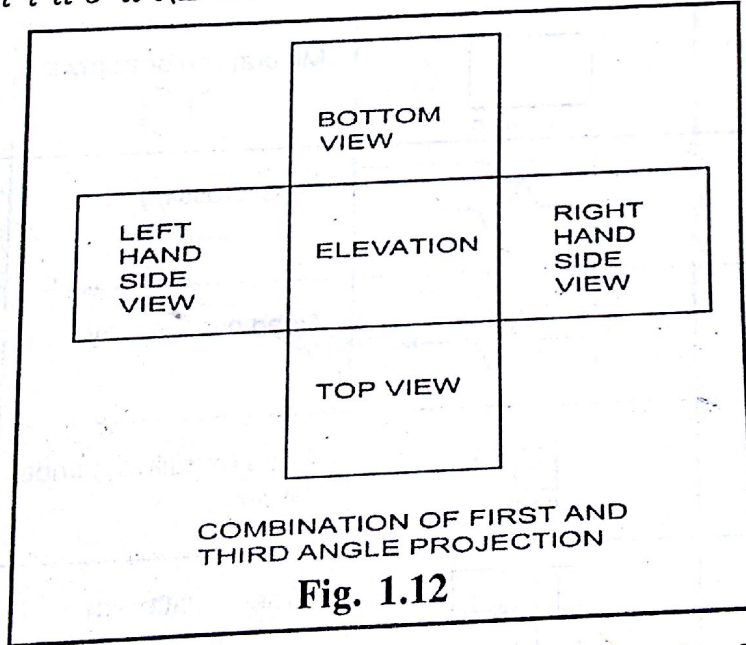 BOTTOM
VIEW
LEFT
HAND
SIDE
VIEW
ELEVATION
RIGHT
HAND
SIDE
VIEW
TOP VIEW
COMBINATION OF FIRST AND
THIRD ANGLE PROJECTION
Fig. 1.12